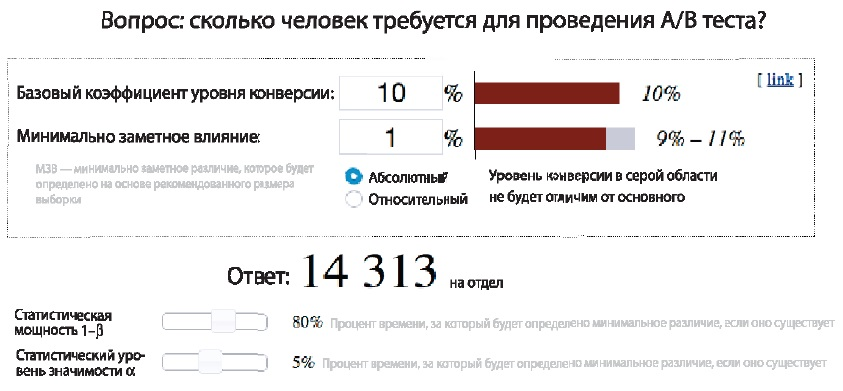 Вопрос: сколько человек требуется для проведения A/B теста?
[ link ]
Базовый коэффициент уровня конверсии: 10 % 10%
Минимально заметное влияние: 1 % 9% – 11%
МЗВ — минимально заметное различие, которое будет
определено на основе рекомендованного размера
выборки
Абсолютный
Относительный
Уровень конверсии в серой области
не будет отличим от основного
Ответ: 14 313 на отдел
Статистическая
мощность 1–β
80% Процент времени, за который будет определено минимальное различие, если оно существует
Статистический уро-
вень значимости α
5% Процент времени, за который будет определено минимальное различие, если оно существует